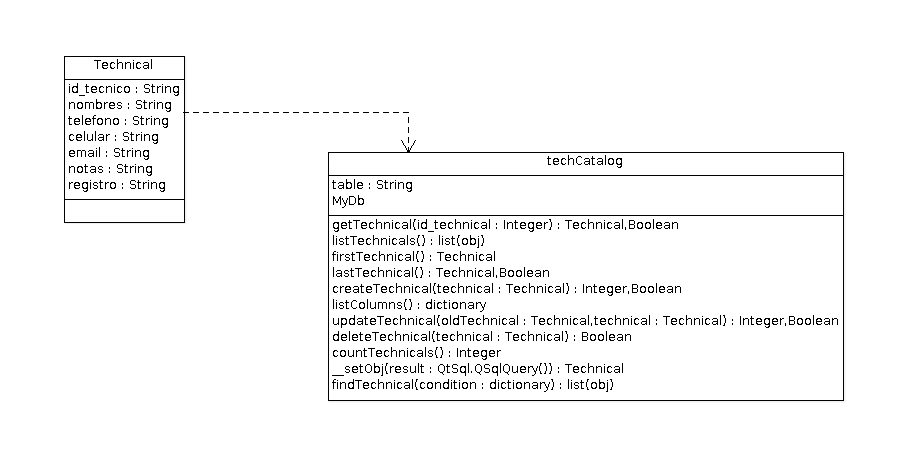 Technical
id_tecnico : String
nombres : String
telefono : String
celular : String
email : String
notas : String
registro : String
techCatalog
table : String
MyDb
getTechnical(id_technical : Integer) : Technical,Boolean
listTechnicals() : list(obj)
firstTechnical() : Technical
lastTechnical() : Technical,Boolean
createTechnical(technical : Technical) : Integer,Boolean
listColumns() : dictionary
updateTechnical(oldTechnical : Technical,technical : Technical) : Integer,Boolean
deleteTechnical(technical : Technical) : Boolean
countTechnicals() : Integer
__setObj(result : QtSql.QSqlQuery()) : Technical
findTechnical(condition : dictionary) : list(obj)